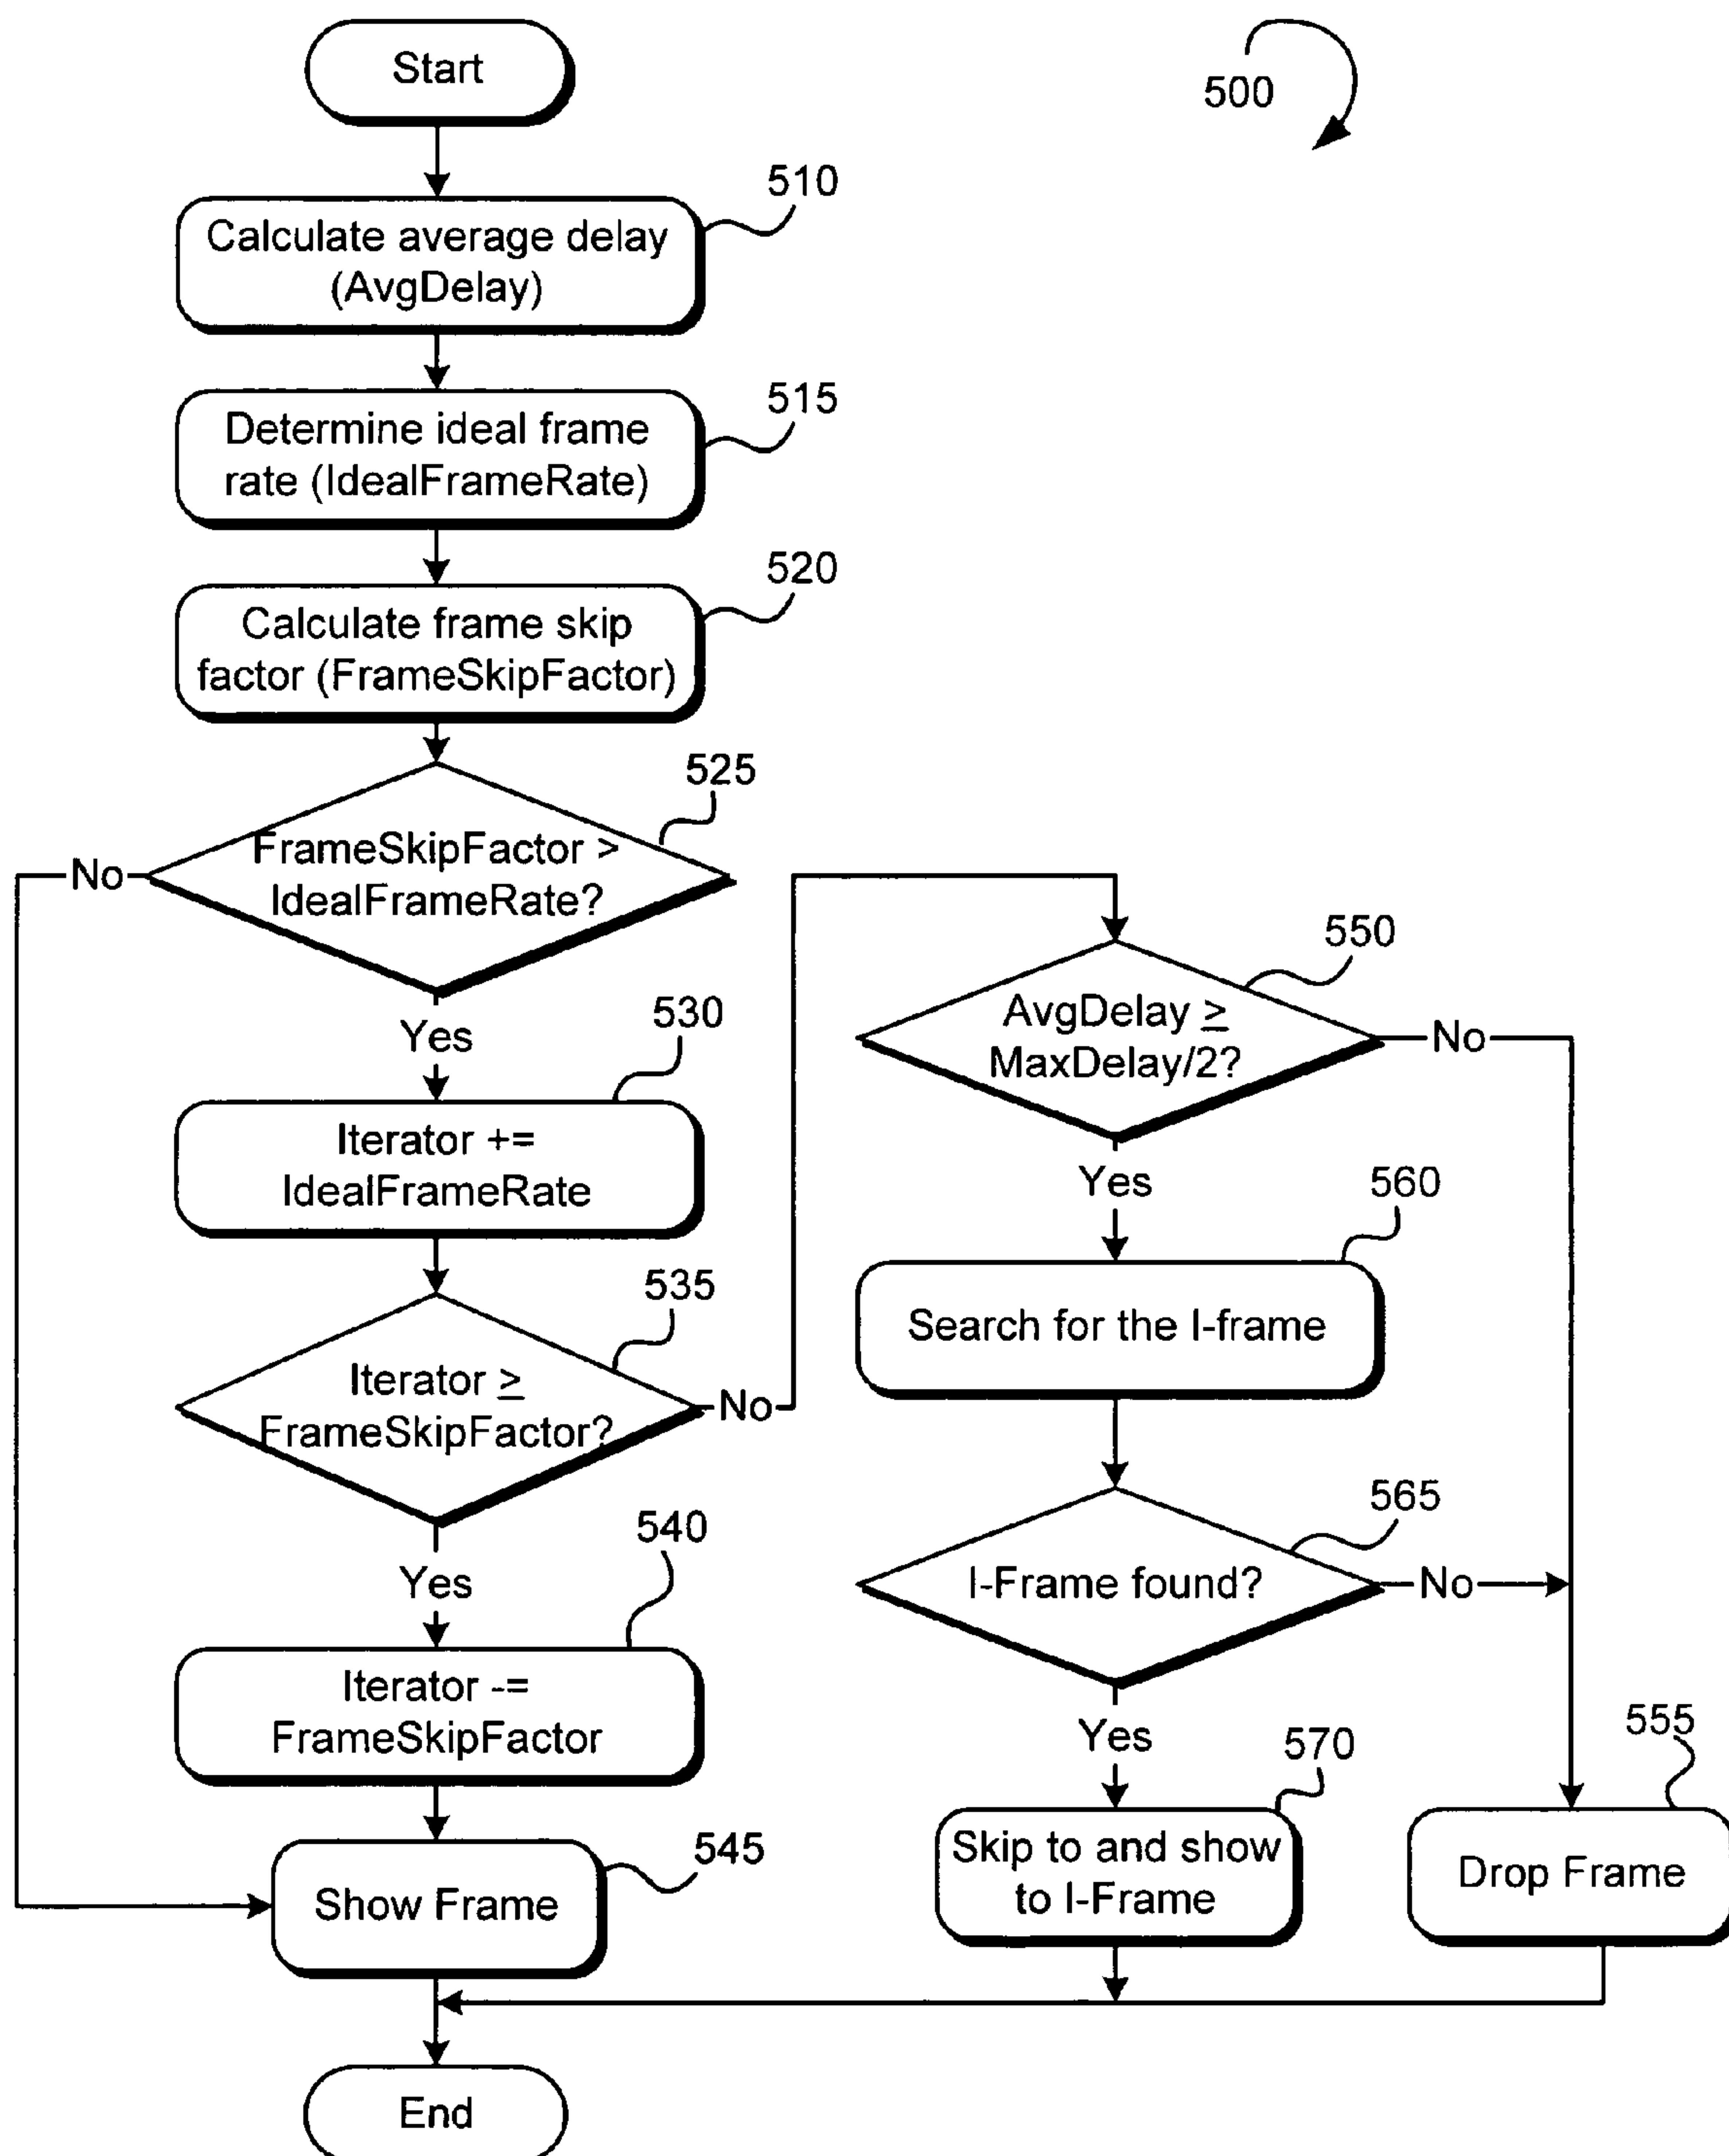 Start
500
510
Calculate average delay
(AvgDelay)
515
Determine ideal frame
rate (IdealFrameRate)
520
Calculate frame skip
factor (FrameSkipFactor)
525
FrameSkipFactor >
IdealFrameRate?
No
Yes
530
Iterator +=
IdealFrameRate
535
Iterator ≥
FrameSkipFactor?
No
Yes
540
Iterator -=
FrameSkipFactor
545
Show Frame
550
AvgDelay ≥
MaxDelay/2?
No
Yes
560
Search for the I-frame
565
I-Frame found?
No
Yes
570
Skip to and show
to I-Frame
555
Drop Frame
End